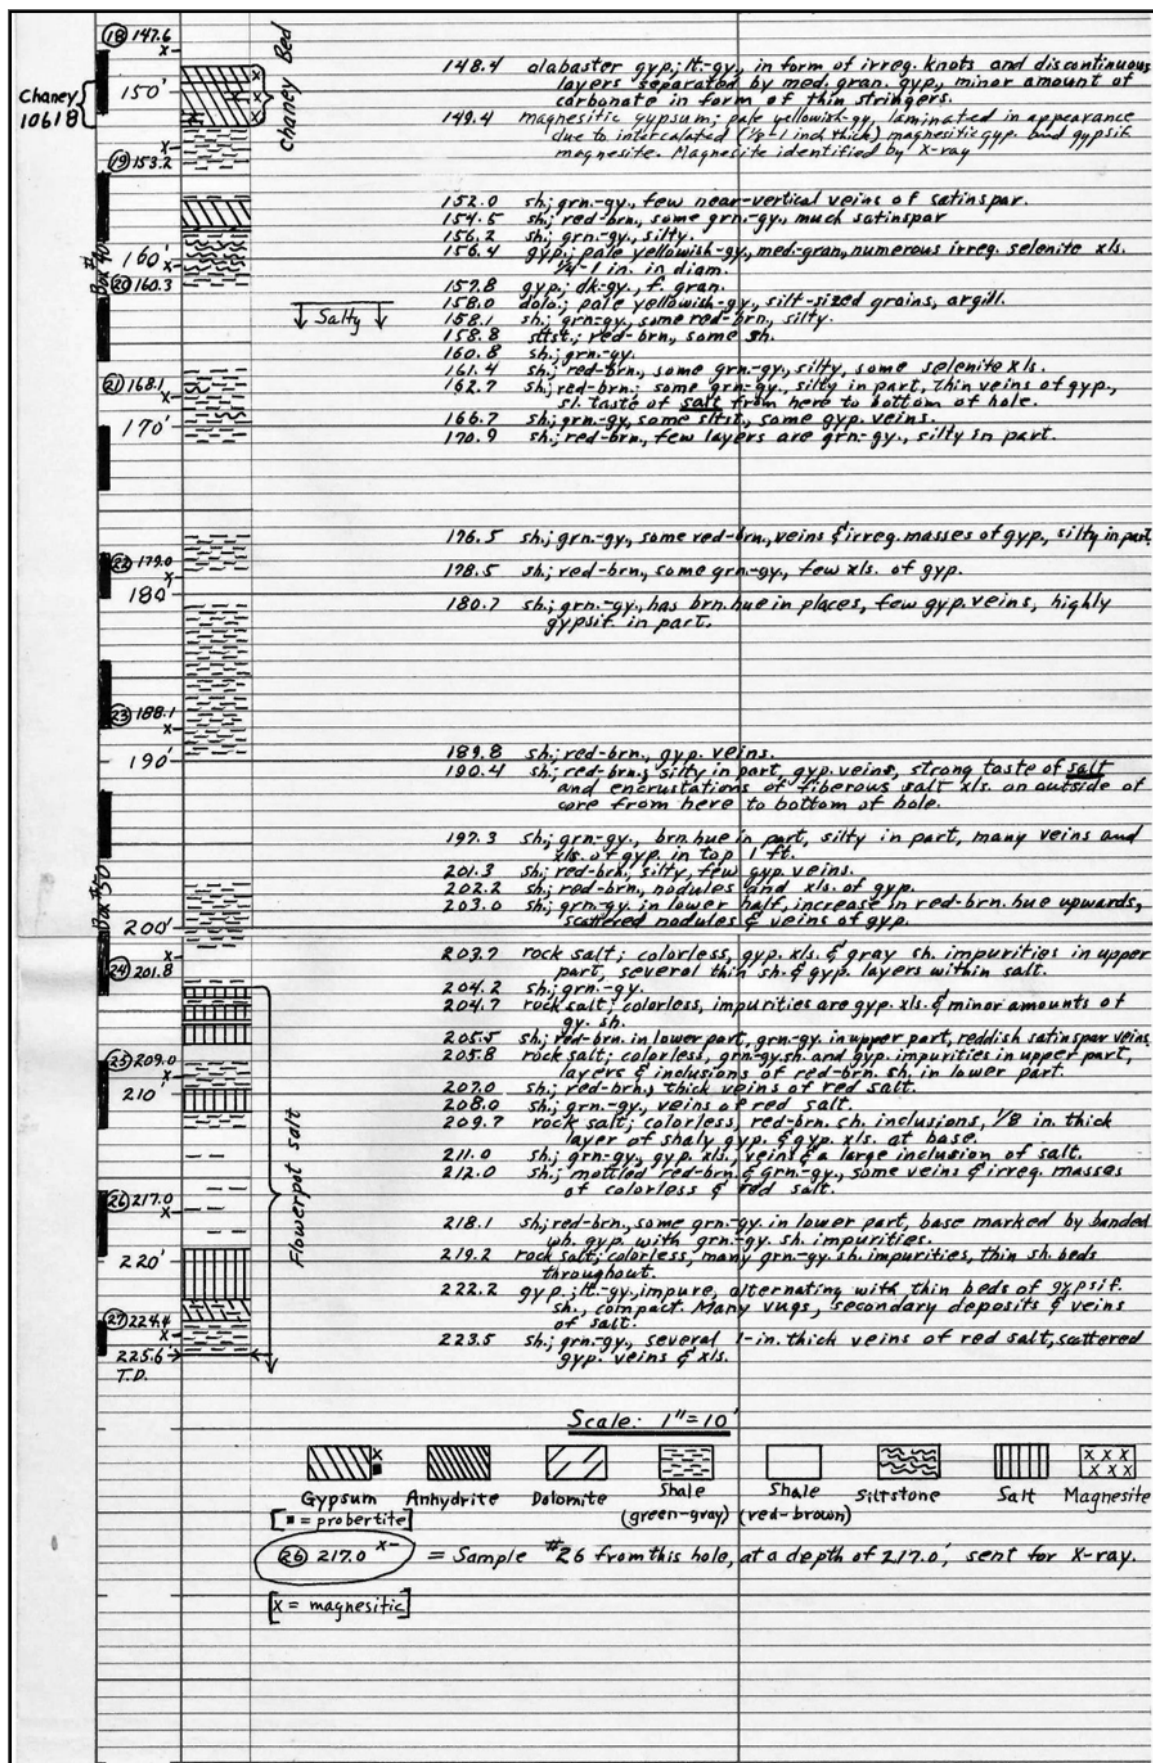 ⑱ 147.6
x
Chaney Bed
Chaney
10618
150'
⑲ 153.2
x
Box #40
160'
x
⑳ 160.3
↓ Salty ↓
㉑ 168.1
x
170'
㉒ 179.0
x
180'
㉓ 188.1
x
190'
Box #50
200'
x
㉔ 201.8
㉕ 209.0
x
210'
Flowerpot salt
㉖ 217.0
x
220'
㉗ 224.4
x
225.6
T.D.
148.4 alabaster gyp.; lt.-gy., in form of irreg. knots and discontinuous
layers separated by med. gran. gyp., minor amount of
carbonate in form of thin stringers.
149.4 magnesitic gypsum; pale yellowish-gy., laminated in appearance
due to intercalated (1/8-1 inch thick) magnesitic gyp. and gypsif.
magnesite. Magnesite identified by X-ray
152.0 sh.; grn.-gy., few near-vertical veins of satinspar.
154.5 sh.; red-brn., some grn.-gy., much satinspar
156.2 sh.; grn.-gy., silty.
156.4 gyp.; pale yellowish-gy., med.-gran., numerous irreg. selenite xls.
1/4-1 in. in diam.
157.8 gyp.; dk-gy., f. gran.
158.0 dolo.; pale yellowish-gy., silt-sized grains, argill.
158.1 sh.; grn-gy., some red-brn., silty.
158.8 sltst.; red-brn., some sh.
160.8 sh.; grn.-gy.
161.4 sh.; red-brn., some grn.-gy., silty, some selenite xls.
162.7 sh.; red-brn.; some grn.-gy., silty in part, thin veins of gyp.,
sl. taste of salt from here to bottom of hole.
166.7 sh.; grn.-gy., some sltst., some gyp. veins.
170.9 sh.; red-brn., few layers are grn.-gy., silty in part.
176.5 sh.; grn.-gy., some red-brn., veins & irreg. masses of gyp., silty in part.
178.5 sh.; red-brn., some grn.-gy., few xls. of gyp.
180.7 sh.; grn.-gy., has brn. hue in places, few gyp. veins, highly
gypsif. in part.
189.8 sh.; red-brn., gyp. veins.
190.4 sh.; red-brn.; silty in part, gyp. veins, strong taste of salt
and encrustations of fiberous salt xls. on outside of
core from here to bottom of hole.
197.3 sh.; grn.-gy., brn. hue in part, silty in part, many veins and
xls. of gyp. in top 1 ft.
201.3 sh.; red-brn., silty, few gyp. veins.
202.2 sh.; red-brn., nodules and xls. of gyp.
203.0 sh.; grn.-gy. in lower half, increase in red-brn. hue upwards,
scattered nodules & veins of gyp.
203.7 rock salt; colorless, gyp. xls. & gray sh. impurities in upper
part, several thin sh. & gyp. layers within salt.
204.2 sh.; grn.-gy.
204.7 rock salt; colorless, impurities are gyp. xls. & minor amounts of
gy. sh.
205.5 sh.; red-brn. in lower part, grn.-gy. in upper part, reddish satinspar veins
205.8 rock salt; colorless, grn-gy.sh. and gyp. impurities in upper part,
layers & inclusions of red-brn. sh. in lower part.
207.0 sh.; red-brn., thick veins of red salt.
208.0 sh.; grn.-gy., veins of red salt.
209.7 rock salt; colorless, red-brn. sh. inclusions, 1/8 in. thick
layer of shaly gyp. & gyp. xls. at base.
211.0 sh.; grn-gy., gyp. xls., veins & a large inclusion of salt.
212.0 sh.; mottled red-brn. & grn-gy., some veins & irreg. masses
of colorless & red salt.
218.1 sh.; red-brn., some grn.-gy. in lower part, base marked by banded
wh. gyp. with grn-gy. sh. impurities.
219.2 rock salt; colorless, many grn.-gy. sh. impurities, thin sh. beds
throughout.
222.2 gyp.; lt.-gy., impure, alternating with thin beds of gypsif.
sh., compact. Many vugs, secondary deposits & veins
of salt.
223.5 sh.; grn-gy., several 1-in. thick veins of red salt, scattered
gyp. veins & xls.
Scale: 1"=10'
Gypsum Anhydrite Dolomite Shale Shale Siltstone Salt Magnesite
[▪ = probertite] (green-gray) (red-brown)
㉖ 217.0 x- = Sample #26 from this hole, at a depth of 217.0', sent for X-ray.
[x = magnesitic]